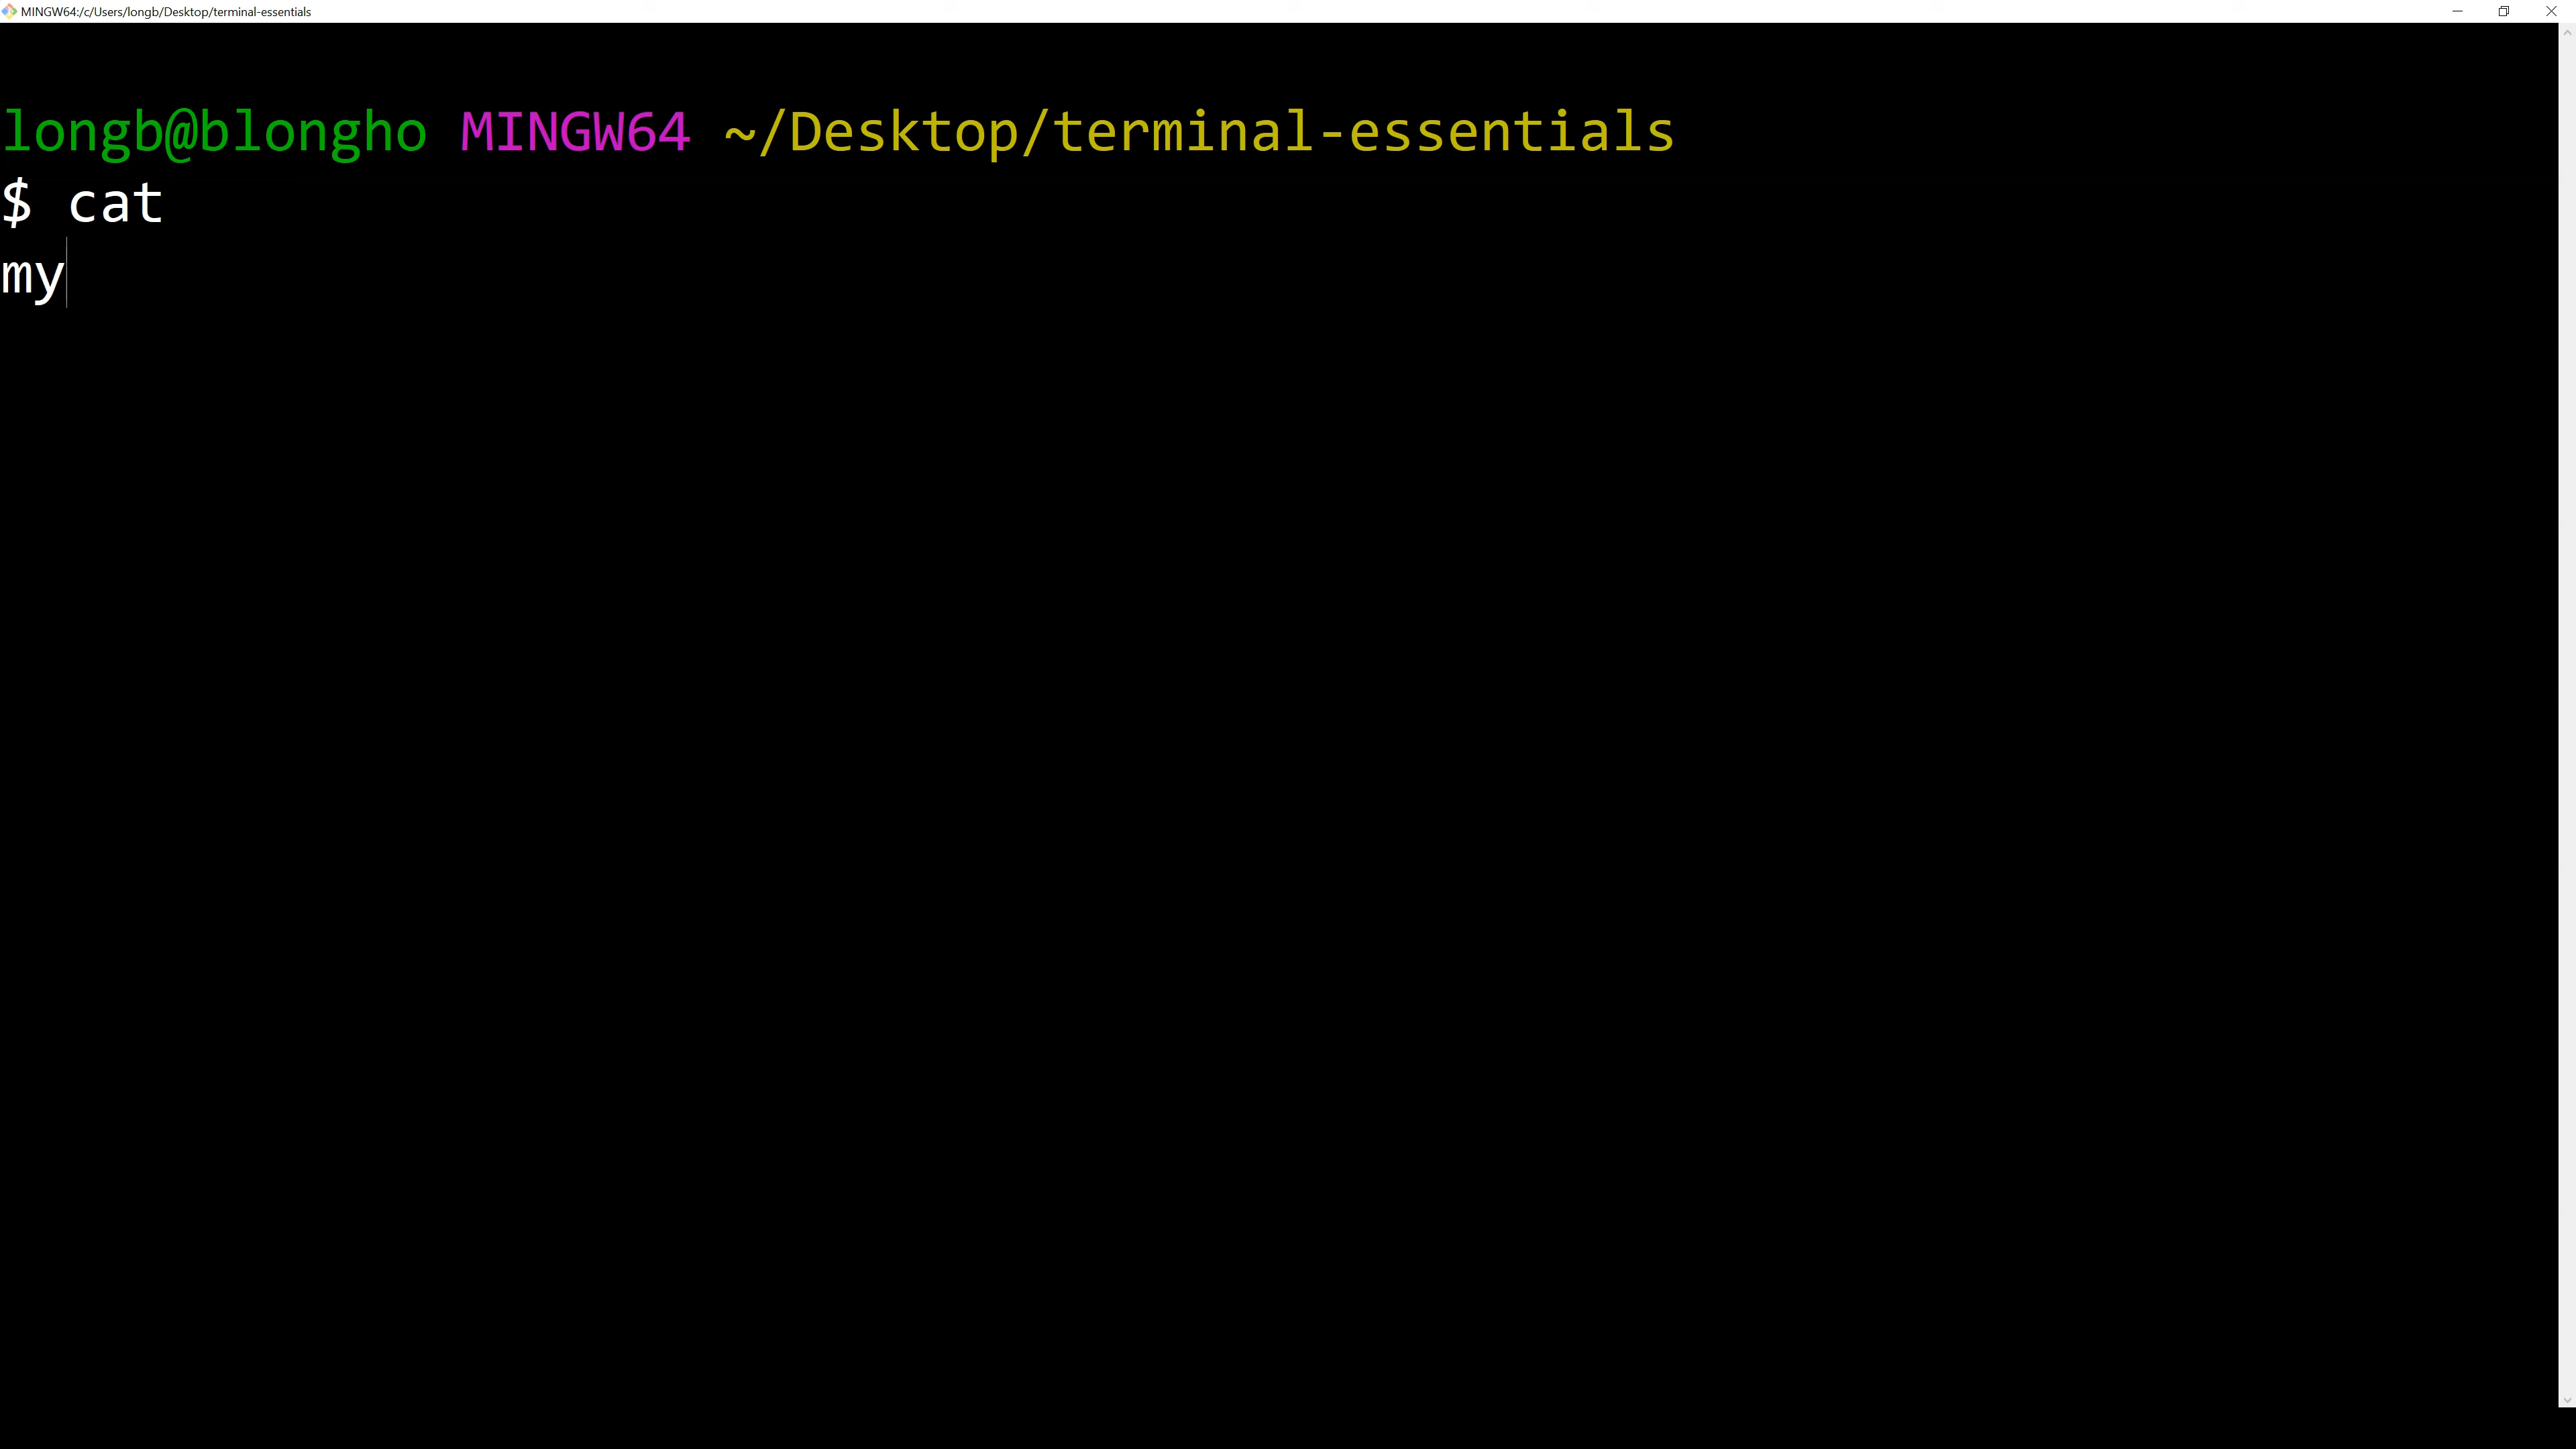 MINGW64:/c/Users/longb/Desktop/terminal-essentials
longb@blongho MINGW64 ~/Desktop/terminal-essentials
$ cat
my